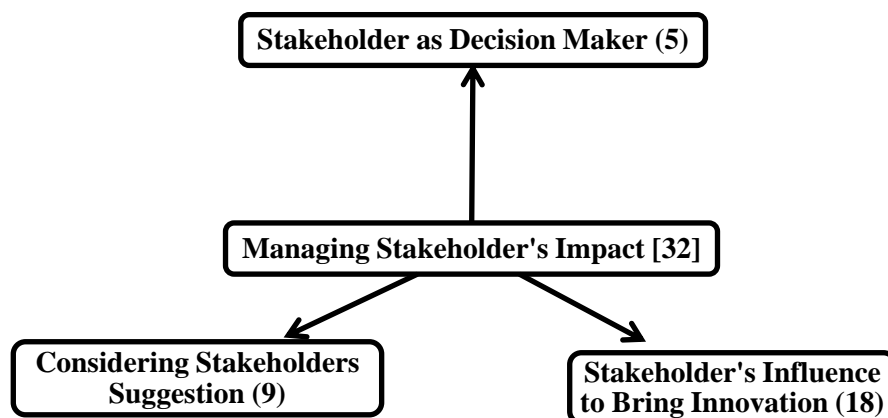 Stakeholder as Decision Maker (5)
Managing Stakeholder's Impact [32]
Considering Stakeholders
Suggestion (9)
Stakeholder's Influence
to Bring Innovation (18)